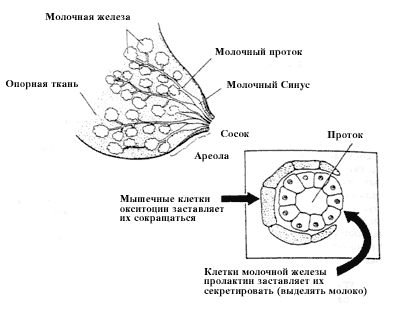 Молочная железа
Молочный проток
Опорная ткань
Молочный Синус
Сосок
Ареола
Проток
Мышечные клетки
окситоцин заставляет
их сокращаться
Клетки молочной железы
пролактин заставляет их
секретировать (выделять молоко)